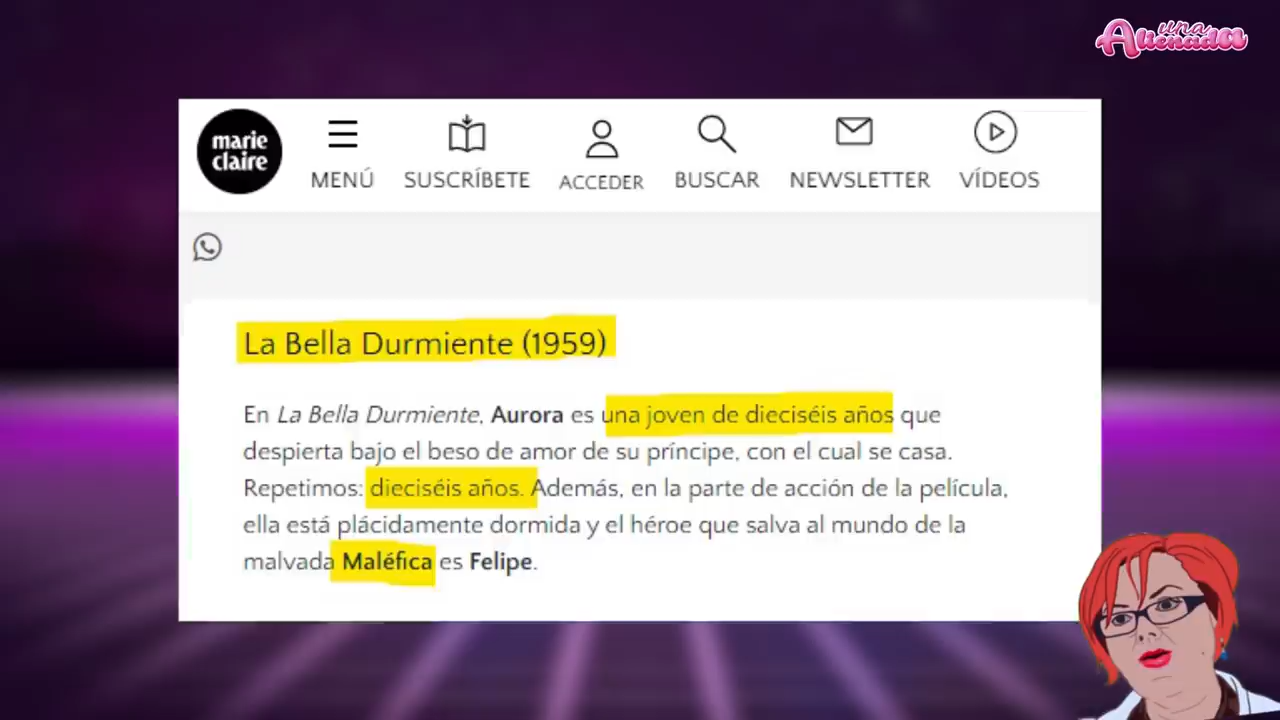 una
Alienada
marie
claire
MENÚ SUSCRÍBETE ACCEDER BUSCAR NEWSLETTER VÍDEOS
La Bella Durmiente (1959)
En La Bella Durmiente, Aurora es una joven de dieciséis años que
despierta bajo el beso de amor de su príncipe, con el cual se casa.
Repetimos: dieciséis años. Además, en la parte de acción de la película,
ella está plácidamente dormida y el héroe que salva al mundo de la
malvada Maléfica es Felipe.